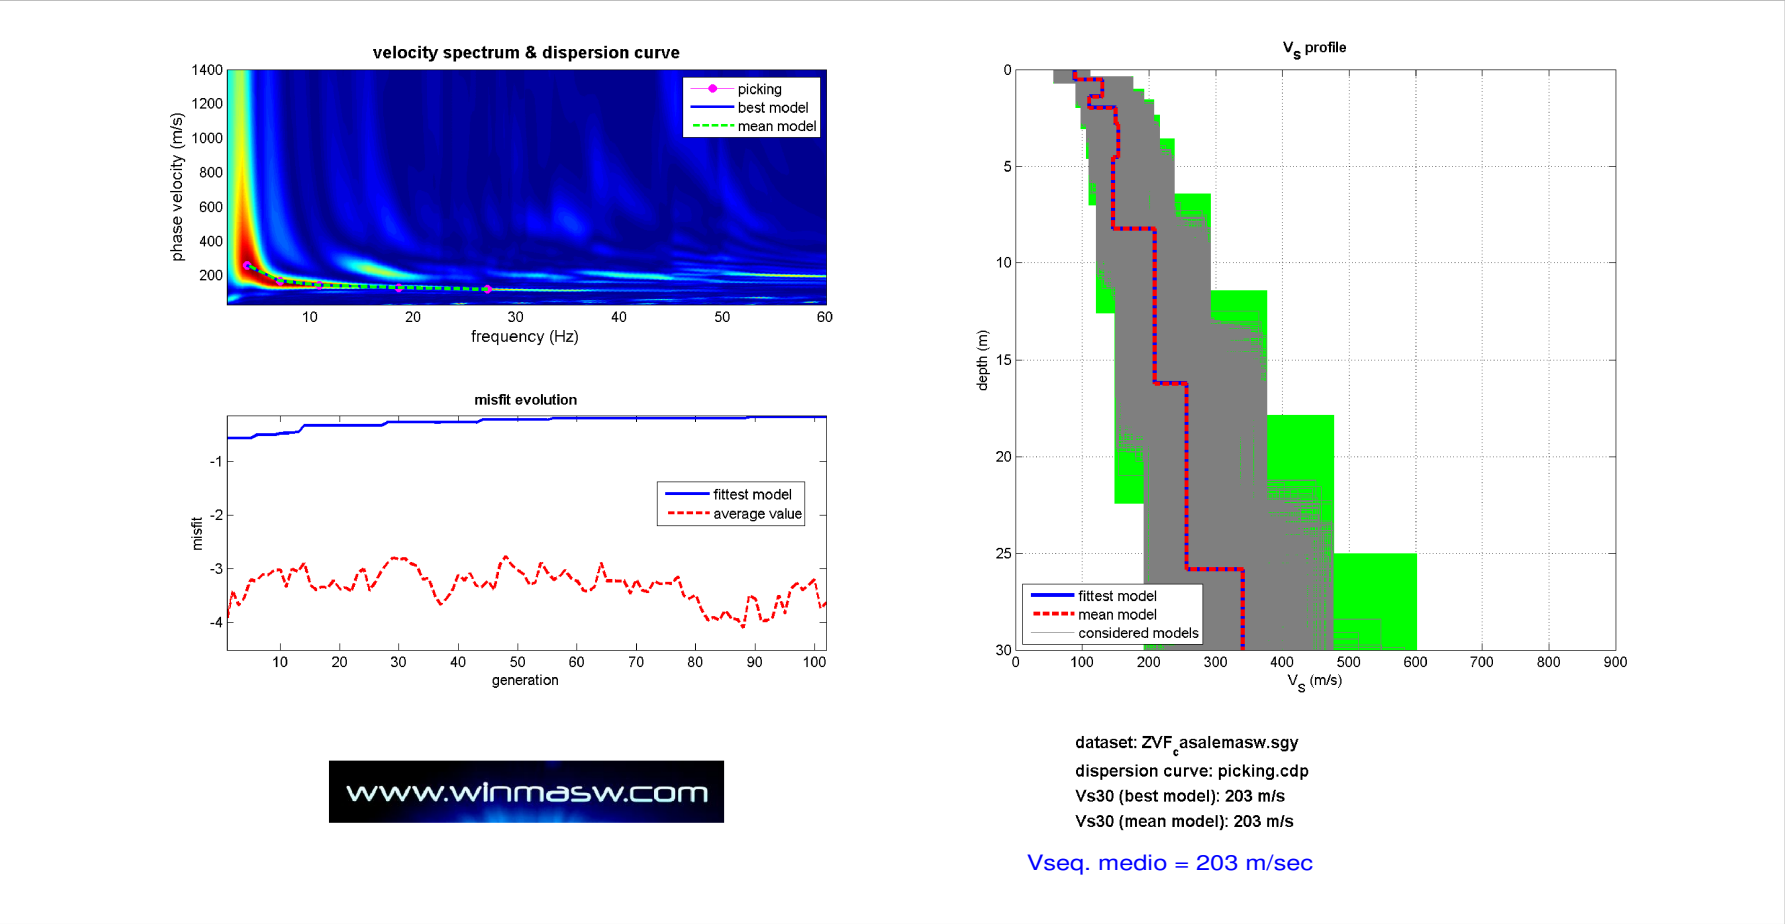 velocity spectrum & dispersion curve
1400
1200
1000
800
600
400
200
phase velocity (m/s)
picking
best model
mean model
10 20 30 40 50 60
frequency (Hz)
misfit evolution
-1
-2
-3
-4
misfit
fittest model
average value
10 20 30 40 50 60 70 80 90 100
generation
www.winmasw.com
VS profile
0
5
10
15
20
25
30
depth (m)
fittest model
mean model
considered models
0 100 200 300 400 500 600 700 800 900
VS (m/s)
dataset: ZVFcasalemasw.sgy
dispersion curve: picking.cdp
Vs30 (best model): 203 m/s
Vs30 (mean model): 203 m/s
Vseq. medio = 203 m/sec